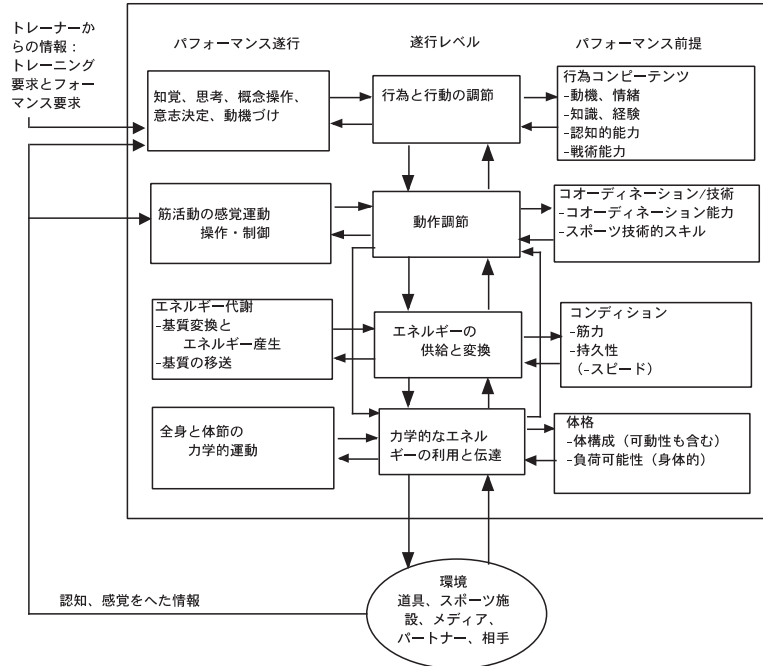 トレーナーか
らの情報：
トレーニング
要求とフォー
マンス要求
パフォーマンス遂行
遂行レベル
パフォーマンス前提
知覚、思考、概念操作、
意志決定、動機づけ
行為と行動の調節
行為コンピーテンツ
-動機、情緒
-知識、経験
-認知的能力
-戦術能力
筋活動の感覚運動
操作・制御
動作調節
コオーディネーション/技術
-コオーディネーション能力
-スポーツ技術的スキル
エネルギー代謝
-基質変換と
エネルギー産生
-基質の移送
エネルギーの
供給と変換
コンディション
-筋力
-持久性
（-スピード）
全身と体節の
力学的運動
力学的なエネル
ギーの利用と伝達
体格
-体構成（可動性も含む）
-負荷可能性（身体的）
認知、感覚をへた情報
環境
道具、スポーツ施
設、メディア、
パートナー、相手